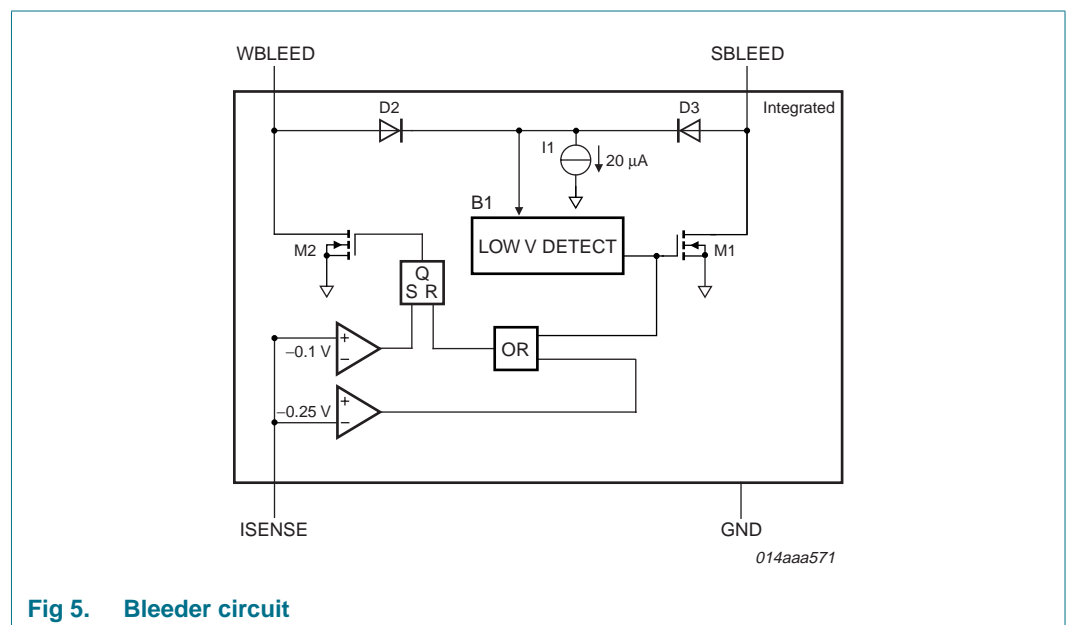 WBLEED SBLEED
D2 D3 Integrated
I1 20 μA
B1
LOW V DETECT
M2 M1
Q
S R
OR
+
−0.1 V
−
+
−0.25 V
−
ISENSE GND
014aaa571
Fig 5. Bleeder circuit